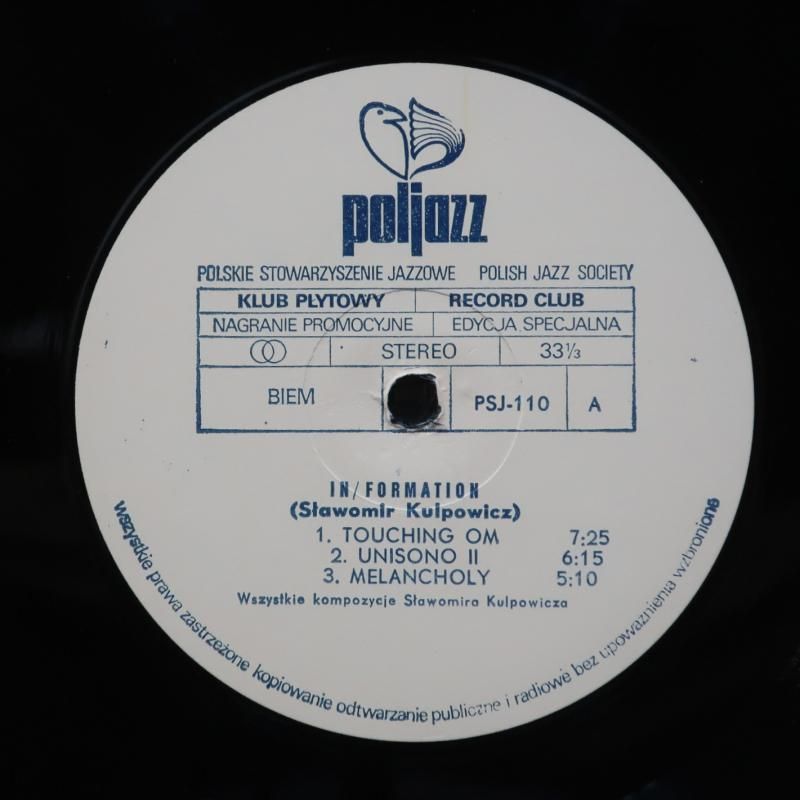 poljazz
POLSKIE STOWARZYSZENIE JAZZOWE POLISH JAZZ SOCIETY
KLUB PŁYTOWY RECORD CLUB
NAGRANIE PROMOCYJNE EDYCJA SPECJALNA
STEREO 33⅓
BIEM PSJ-110 A
IN/FORMATION
(Sławomir Kulpowicz)
1. TOUCHING OM 7:25
2. UNISONO II 6:15
3. MELANCHOLY 5:10
Wszystkie kompozycje Sławomira Kulpowicza
wszystkie prawa zastrzeżone kopiowanie odtwarzanie publiczne i radiowe bez upoważnienia wzbronione